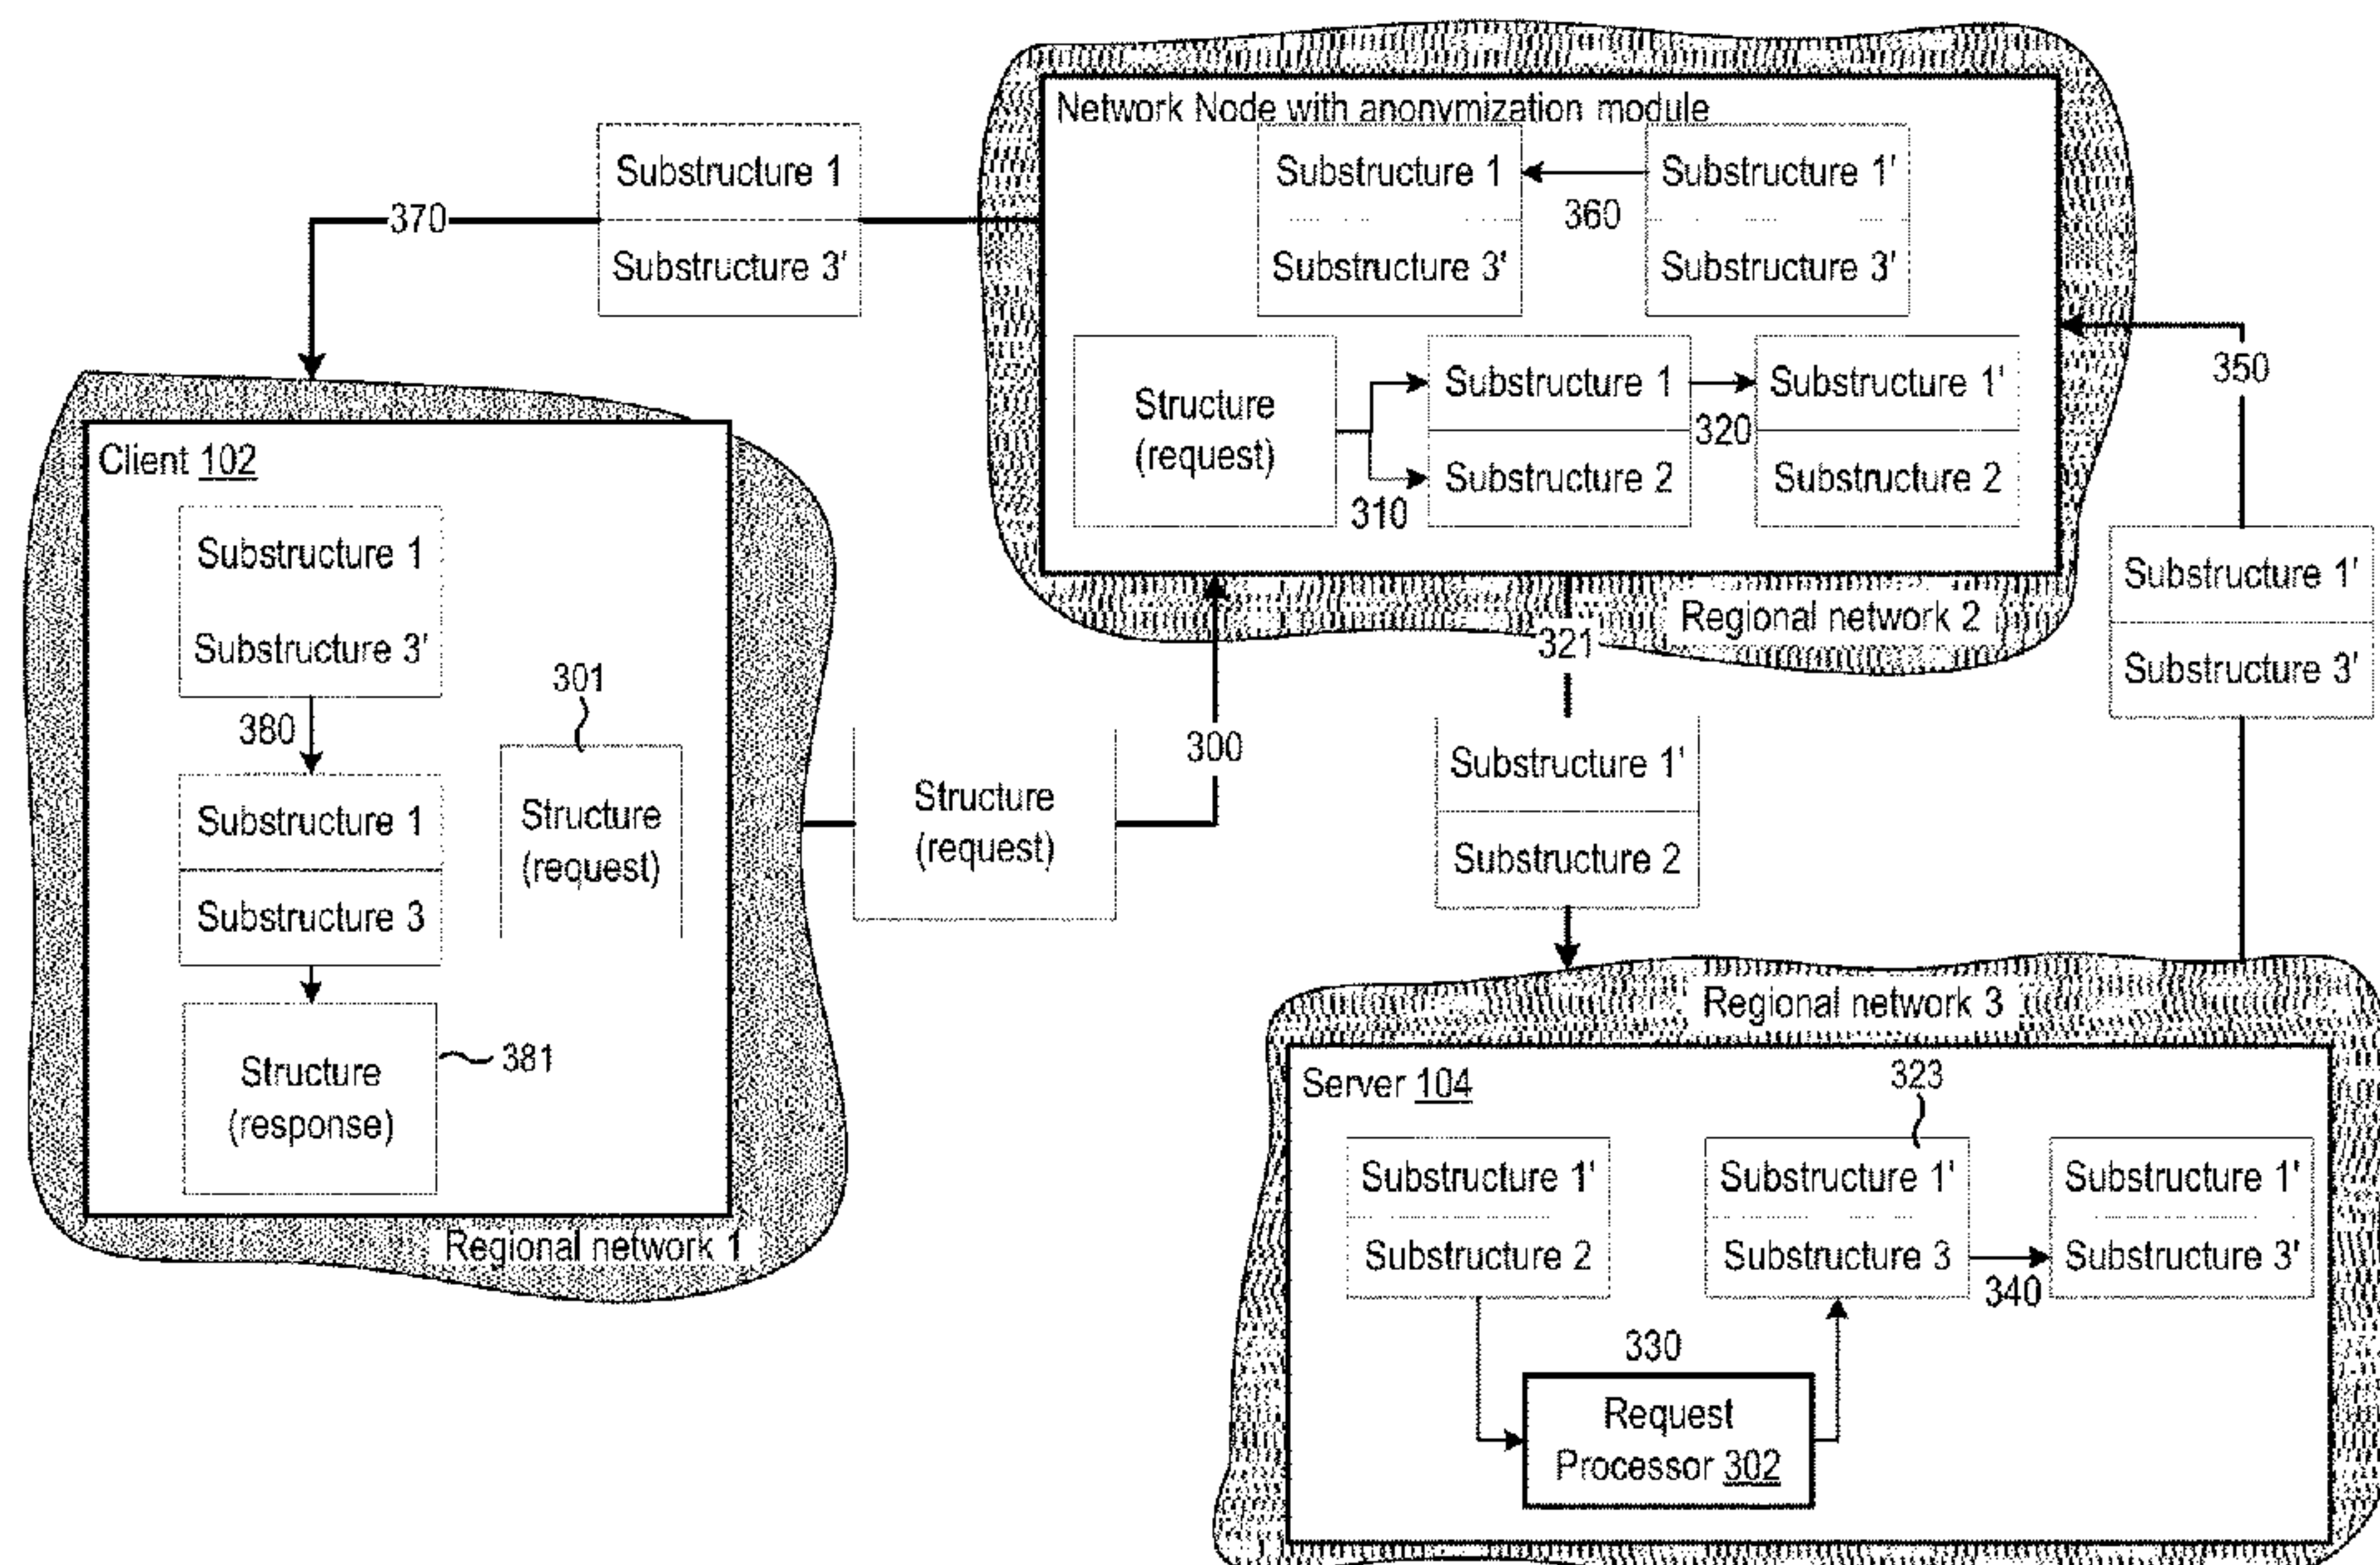 Network Node with anonymization module
Substructure 1
Substructure 3'
Substructure 1'
Substructure 3'
360
370
Substructure 1
Substructure 3'
Structure
(request)
310
Substructure 1
Substructure 2
320
Substructure 1'
Substructure 2
350
Substructure 1'
Substructure 3'
Regional network 2
321
Client 102
Substructure 1
Substructure 3'
380
Substructure 1
Substructure 3
301
Structure
(request)
Structure
(response)
381
Regional network 1
Structure
(request)
300
Substructure 1'
Substructure 2
Regional network 3
Server 104
323
Substructure 1'
Substructure 2
Substructure 1'
Substructure 3
340
Substructure 1'
Substructure 3'
330
Request
Processor 302